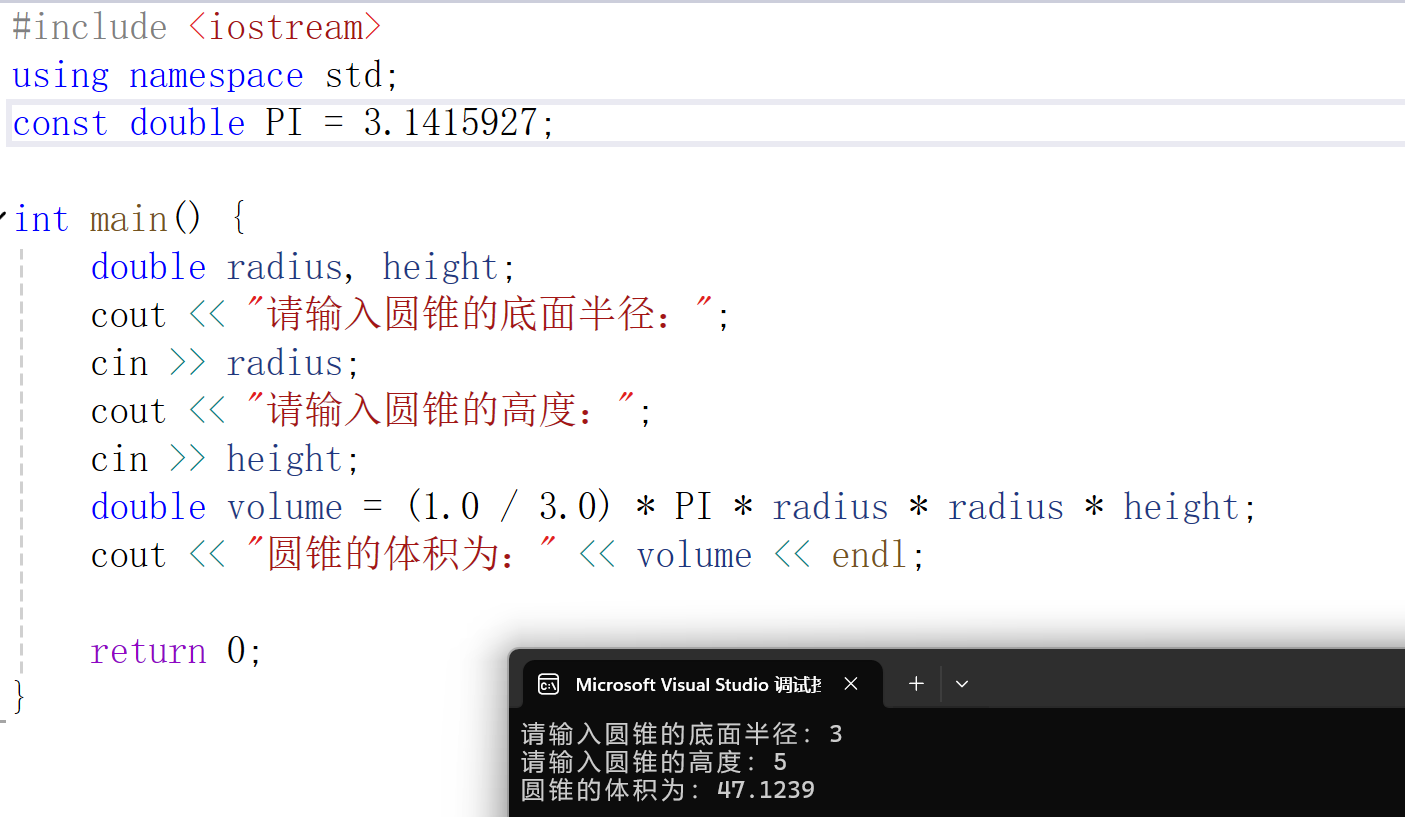 #include <iostream>
using namespace std;
const double PI = 3.1415927;
int main() {
double radius, height;
cout << "请输入圆锥的底面半径：";
cin >> radius;
cout << "请输入圆锥的高度：";
cin >> height;
double volume = (1.0 / 3.0) * PI * radius * radius * height;
cout << "圆锥的体积为：" << volume << endl;
return 0;
}
Microsoft Visual Studio 调试
请输入圆锥的底面半径：3
请输入圆锥的高度：5
圆锥的体积为：47.1239